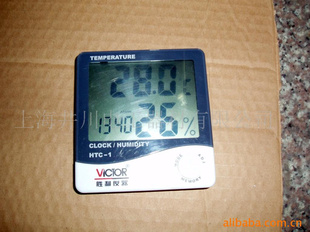 TEMPERATURE
28.0℃
1340 26%
CLOCK / HUMIDITY
HTC-1
VICTOR
胜利仪器
alibaba.com.cn